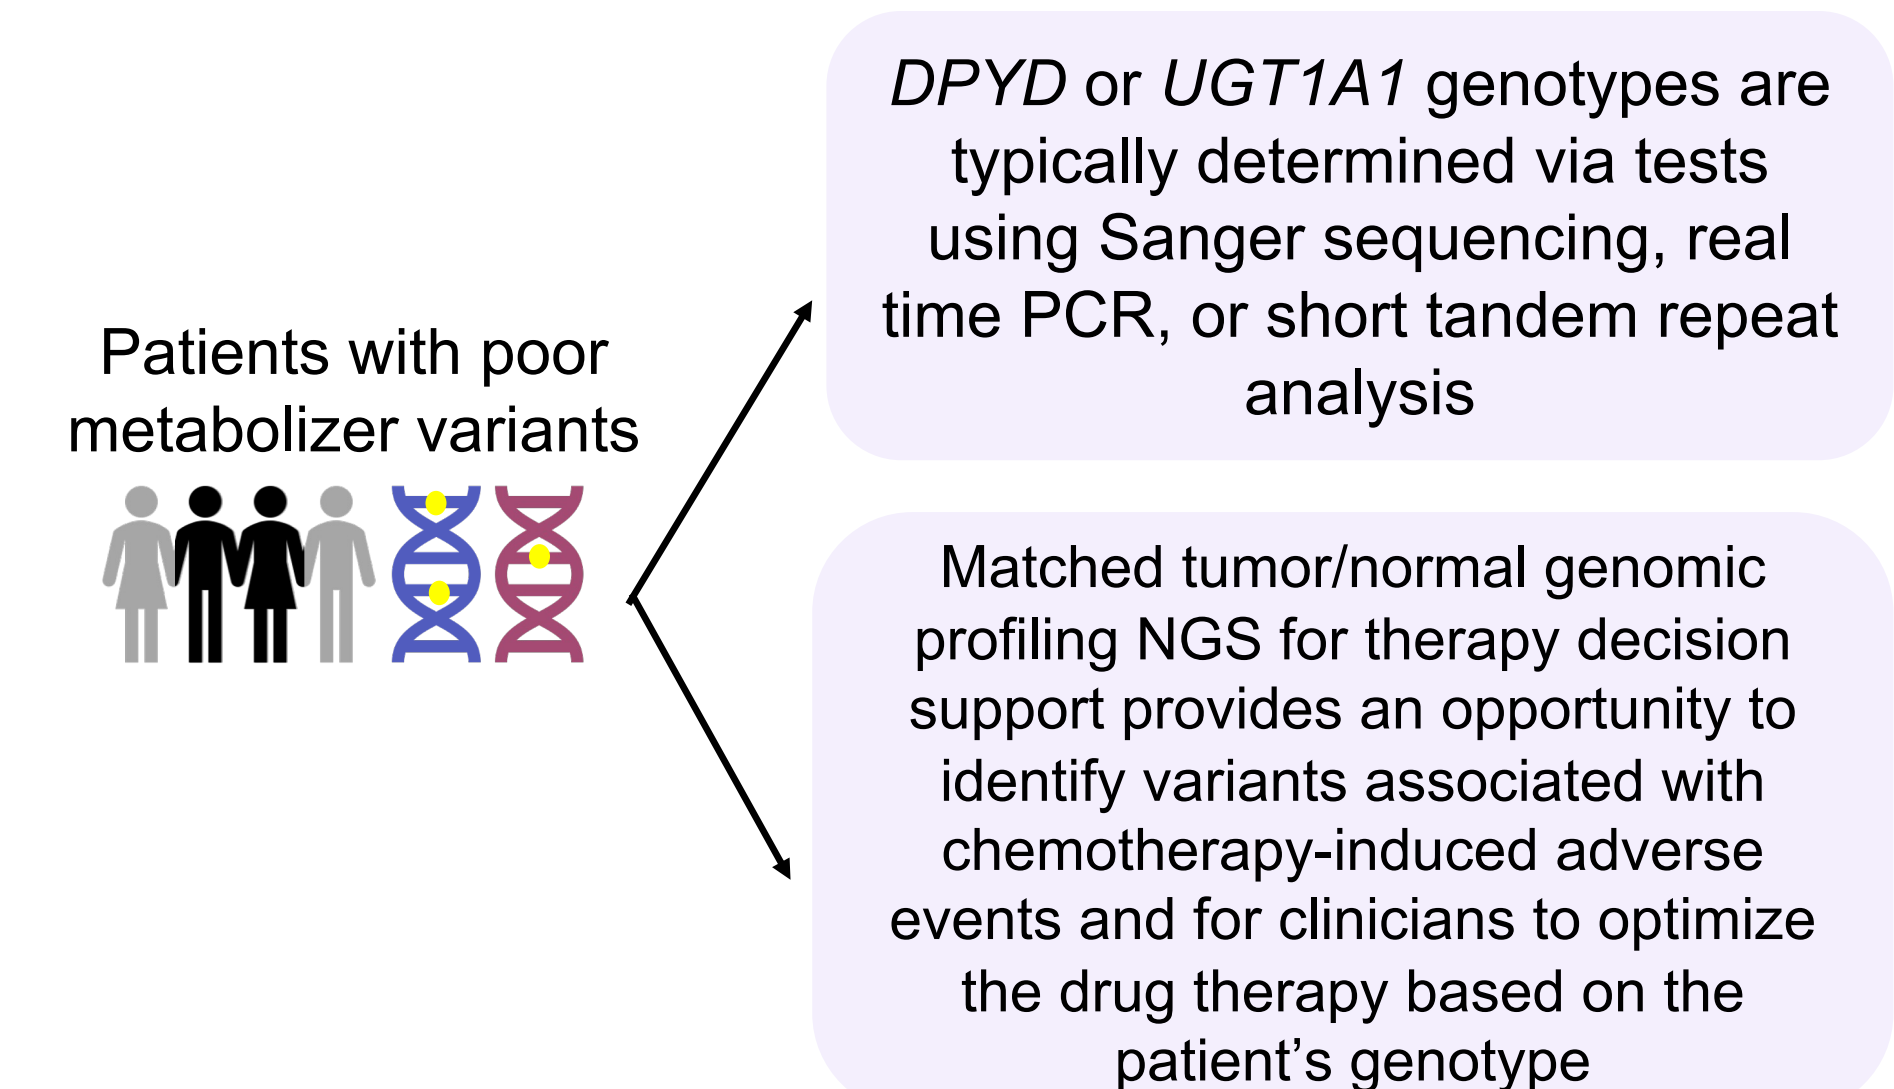 Patients with poor
metabolizer variants
DPYD or UGT1A1 genotypes are
typically determined via tests
using Sanger sequencing, real
time PCR, or short tandem repeat
analysis
Matched tumor/normal genomic
profiling NGS for therapy decision
support provides an opportunity to
identify variants associated with
chemotherapy-induced adverse
events and for clinicians to optimize
the drug therapy based on the
patient’s genotype